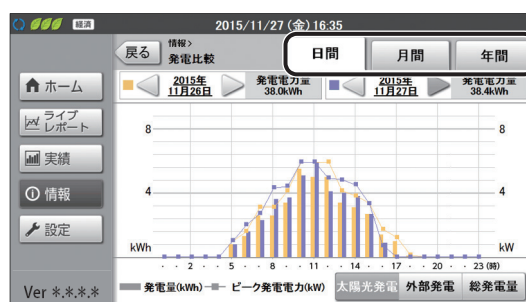 経済
2015/11/27 (金) 16:35
戻る
情報>
発電比較
日間
月間
年間
2015年
11月26日
発電電力量
38.0kWh
2015年
11月27日
発電電力量
38.4kWh
ホーム
ライブ
レポート
実績
情報
設定
Ver *.*.*.*
8
8
4
4
kWh
kW
・ ・ 2 ・ ・ 5 ・ ・ 8 ・ ・ 11 ・ ・ 14 ・ ・ 17 ・ ・ 20 ・ ・ 23 (時)
発電量(kWh)
ピーク発電電力(kW)
太陽光発電
外部発電
総発電量